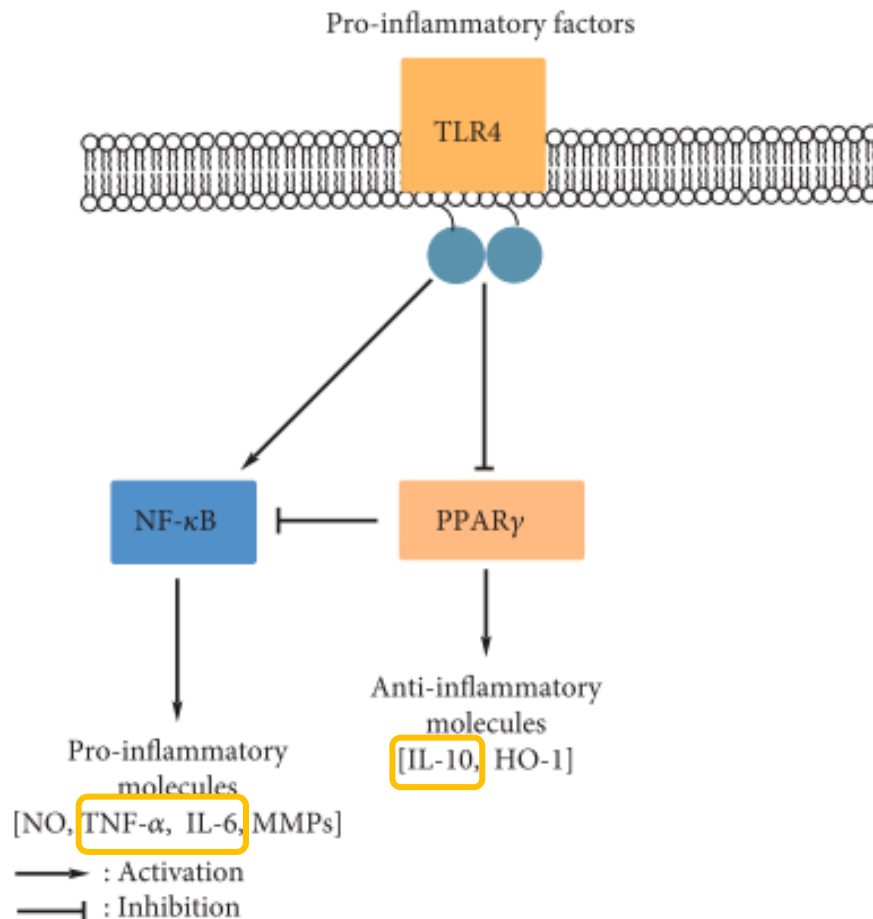 Pro-inflammatory factors
TLR4
NF-κB
PPARγ
Anti-inflammatory
molecules
[IL-10, HO-1]
Pro-inflammatory
molecules
[NO, TNF-α, IL-6, MMPs]
: Activation
: Inhibition